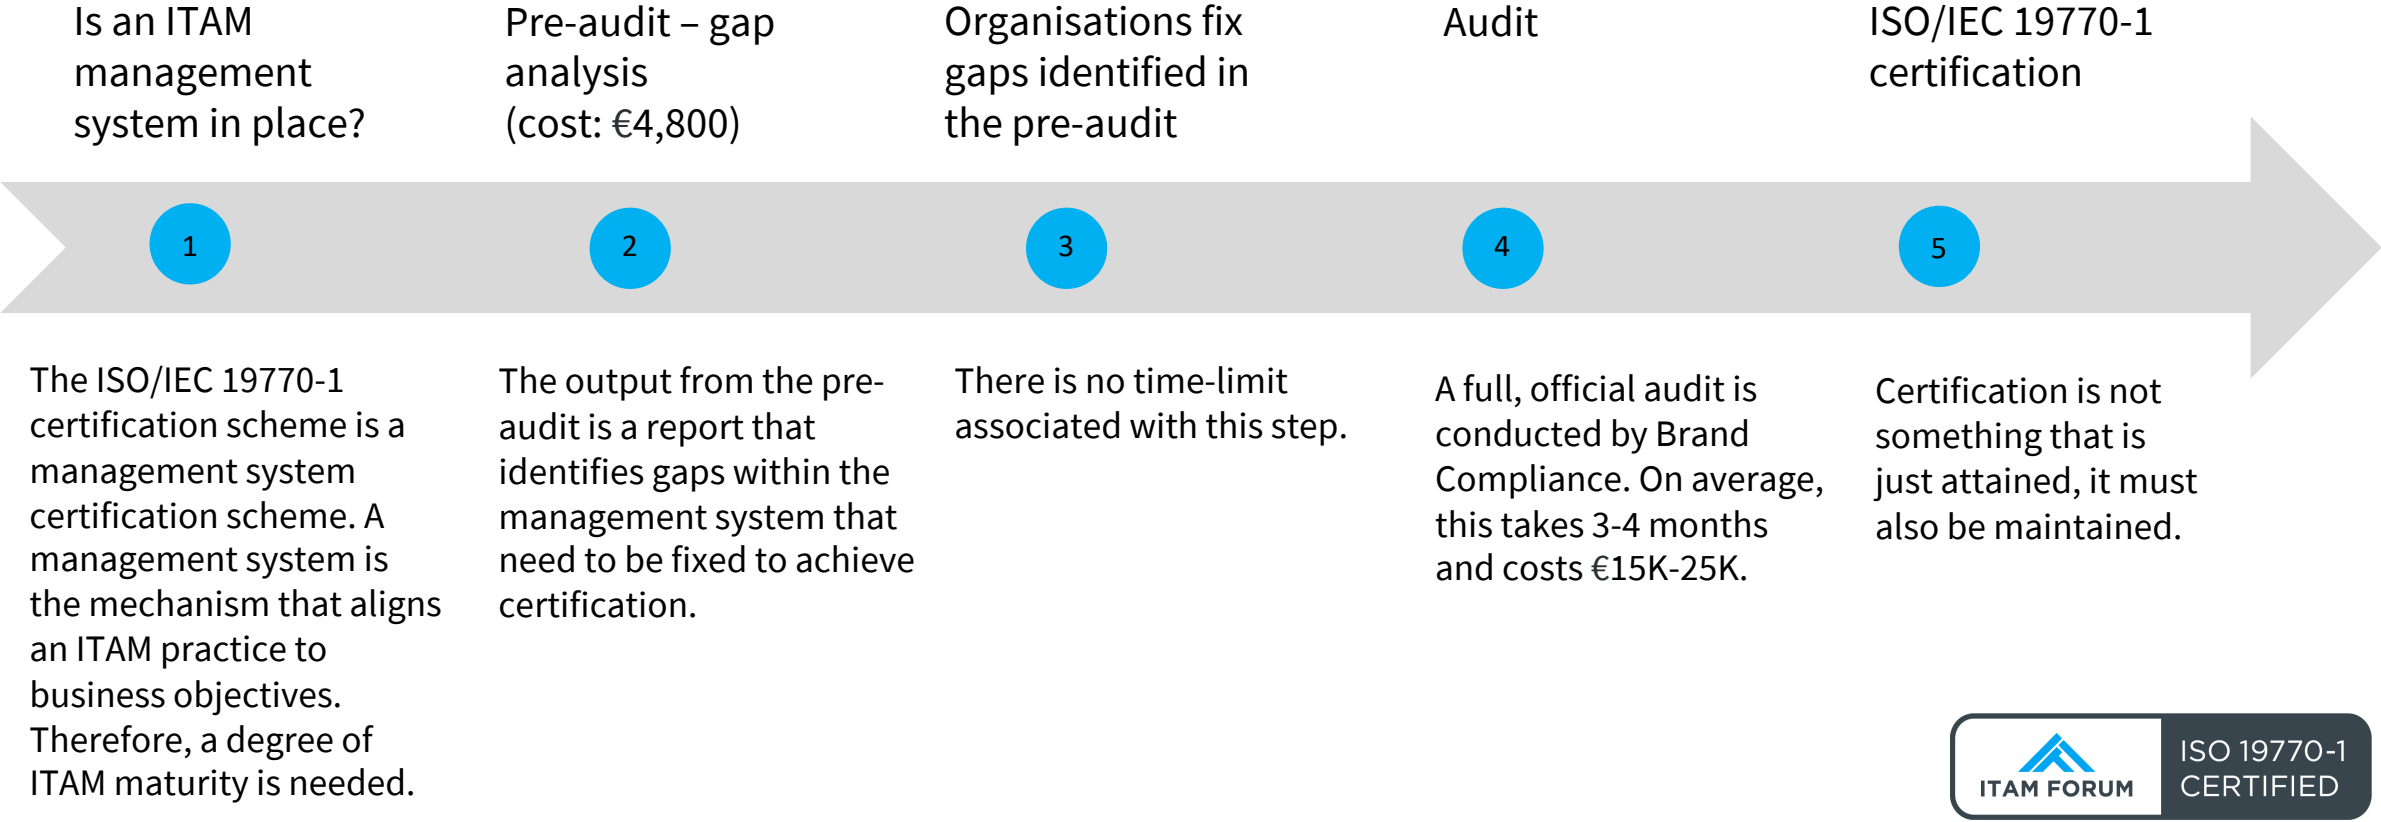 Is an ITAM
management
system in place?
Pre-audit – gap
analysis
(cost: €4,800)
Organisations fix
gaps identified in
the pre-audit
Audit
ISO/IEC 19770-1
certification
1
2
3
4
5
The ISO/IEC 19770-1
certification scheme is a
management system
certification scheme. A
management system is
the mechanism that aligns
an ITAM practice to
business objectives.
Therefore, a degree of
ITAM maturity is needed.
The output from the pre-
audit is a report that
identifies gaps within the
management system that
need to be fixed to achieve
certification.
There is no time-limit
associated with this step.
A full, official audit is
conducted by Brand
Compliance. On average,
this takes 3-4 months
and costs €15K-25K.
Certification is not
something that is
just attained, it must
also be maintained.
ITAM FORUM
ISO 19770-1
CERTIFIED